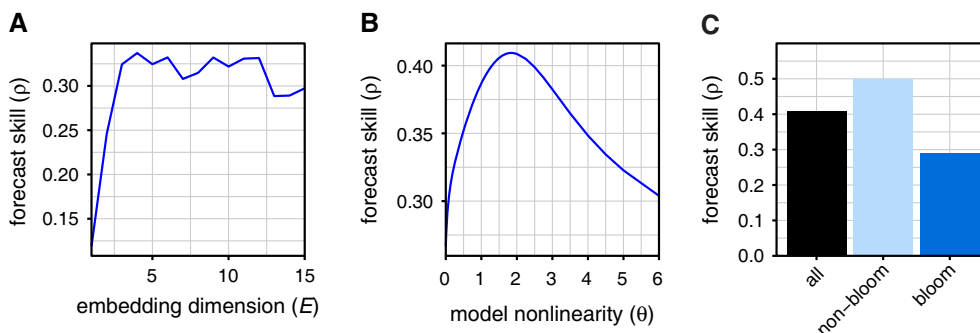 A
forecast skill (ρ)
0.30
0.25
0.20
0.15
5
10
15
embedding dimension (E)
B
forecast skill (ρ)
0.40
0.35
0.30
0
1
2
3
4
5
6
model nonlinearity (θ)
C
forecast skill (ρ)
0.5
0.4
0.3
0.2
0.1
0.0
all
non−bloom
bloom